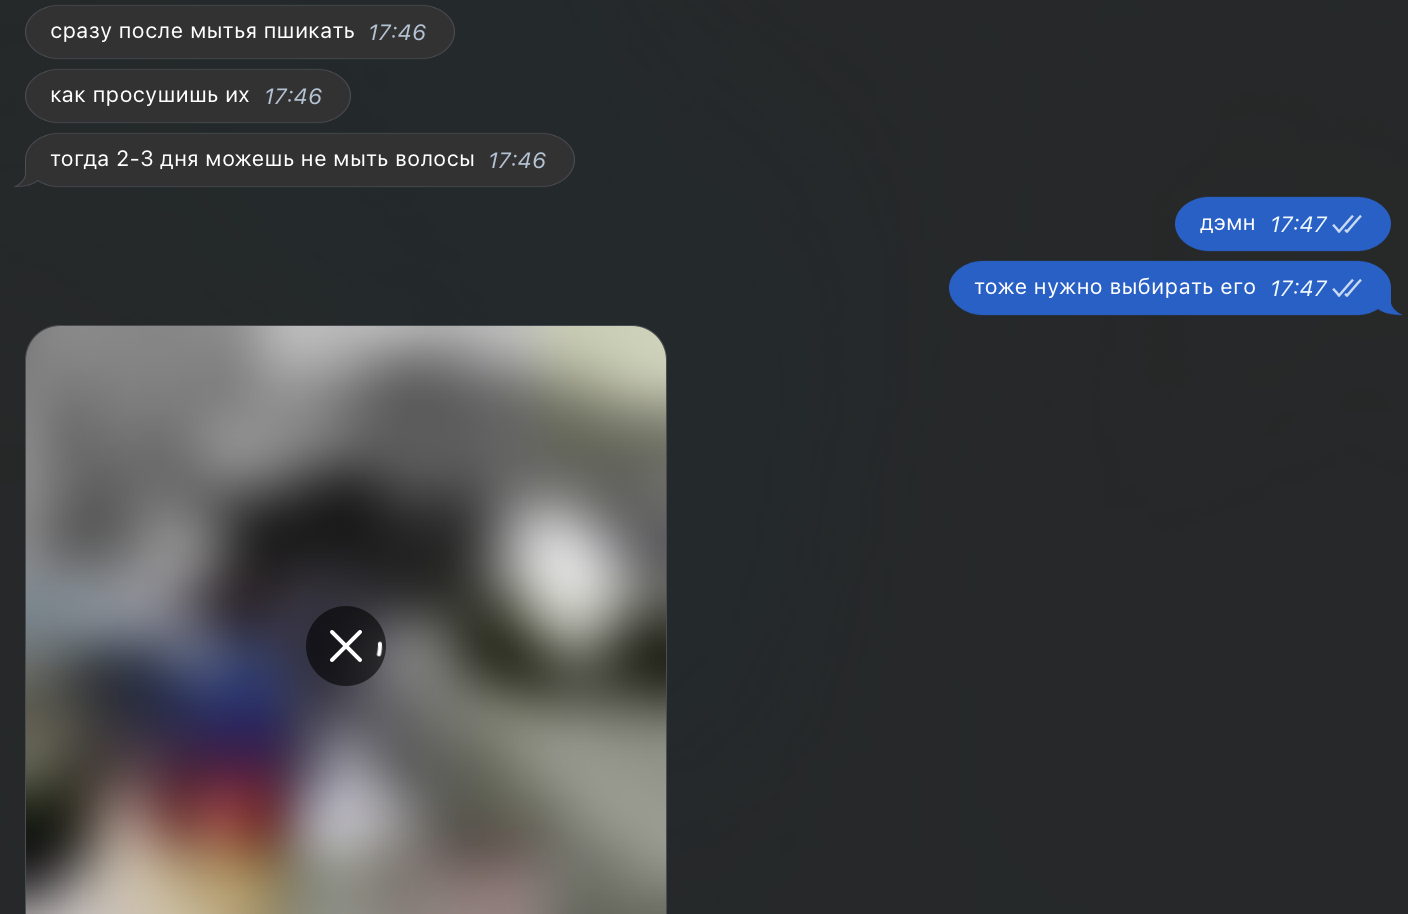 сразу после мытья пшикать 17:46
как просушишь их 17:46
тогда 2-3 дня можешь не мыть волосы 17:46
дэмн 17:47
тоже нужно выбирать его 17:47